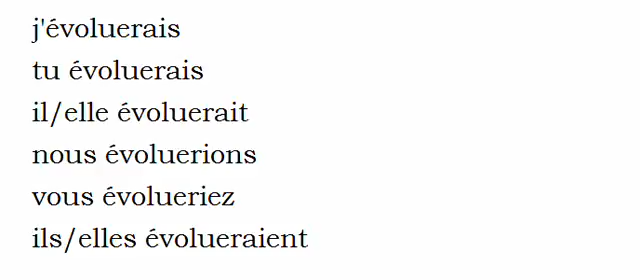 j'évoluerais
tu évoluerais
il/elle évoluerait
nous évoluerions
vous évolueriez
ils/elles évolueraient